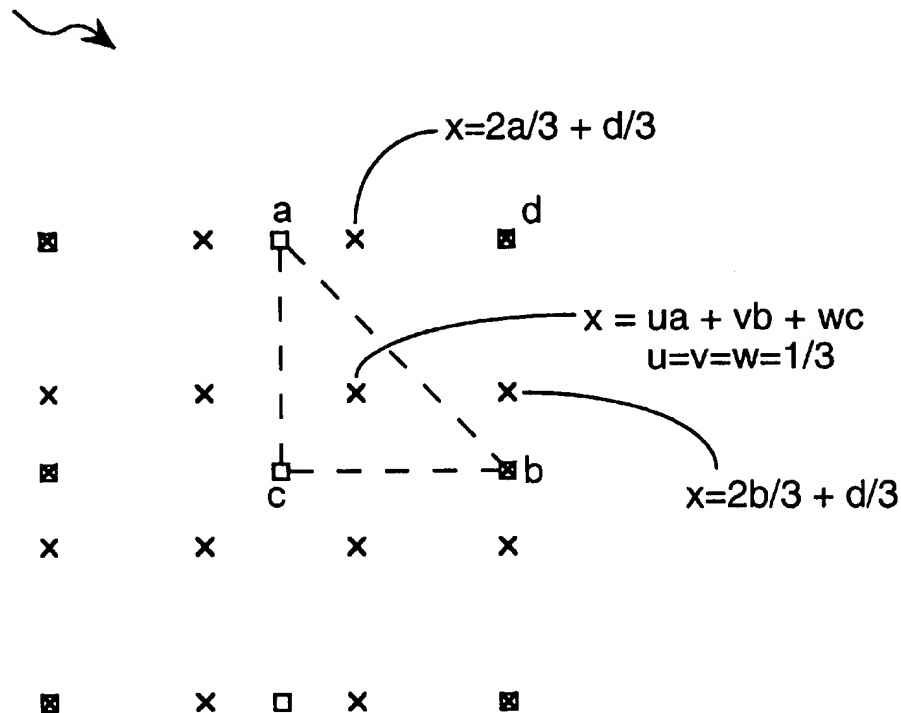 x=2a/3 + d/3
a
d
x = ua + vb + wc
u=v=w=1/3
b
c
x=2b/3 + d/3